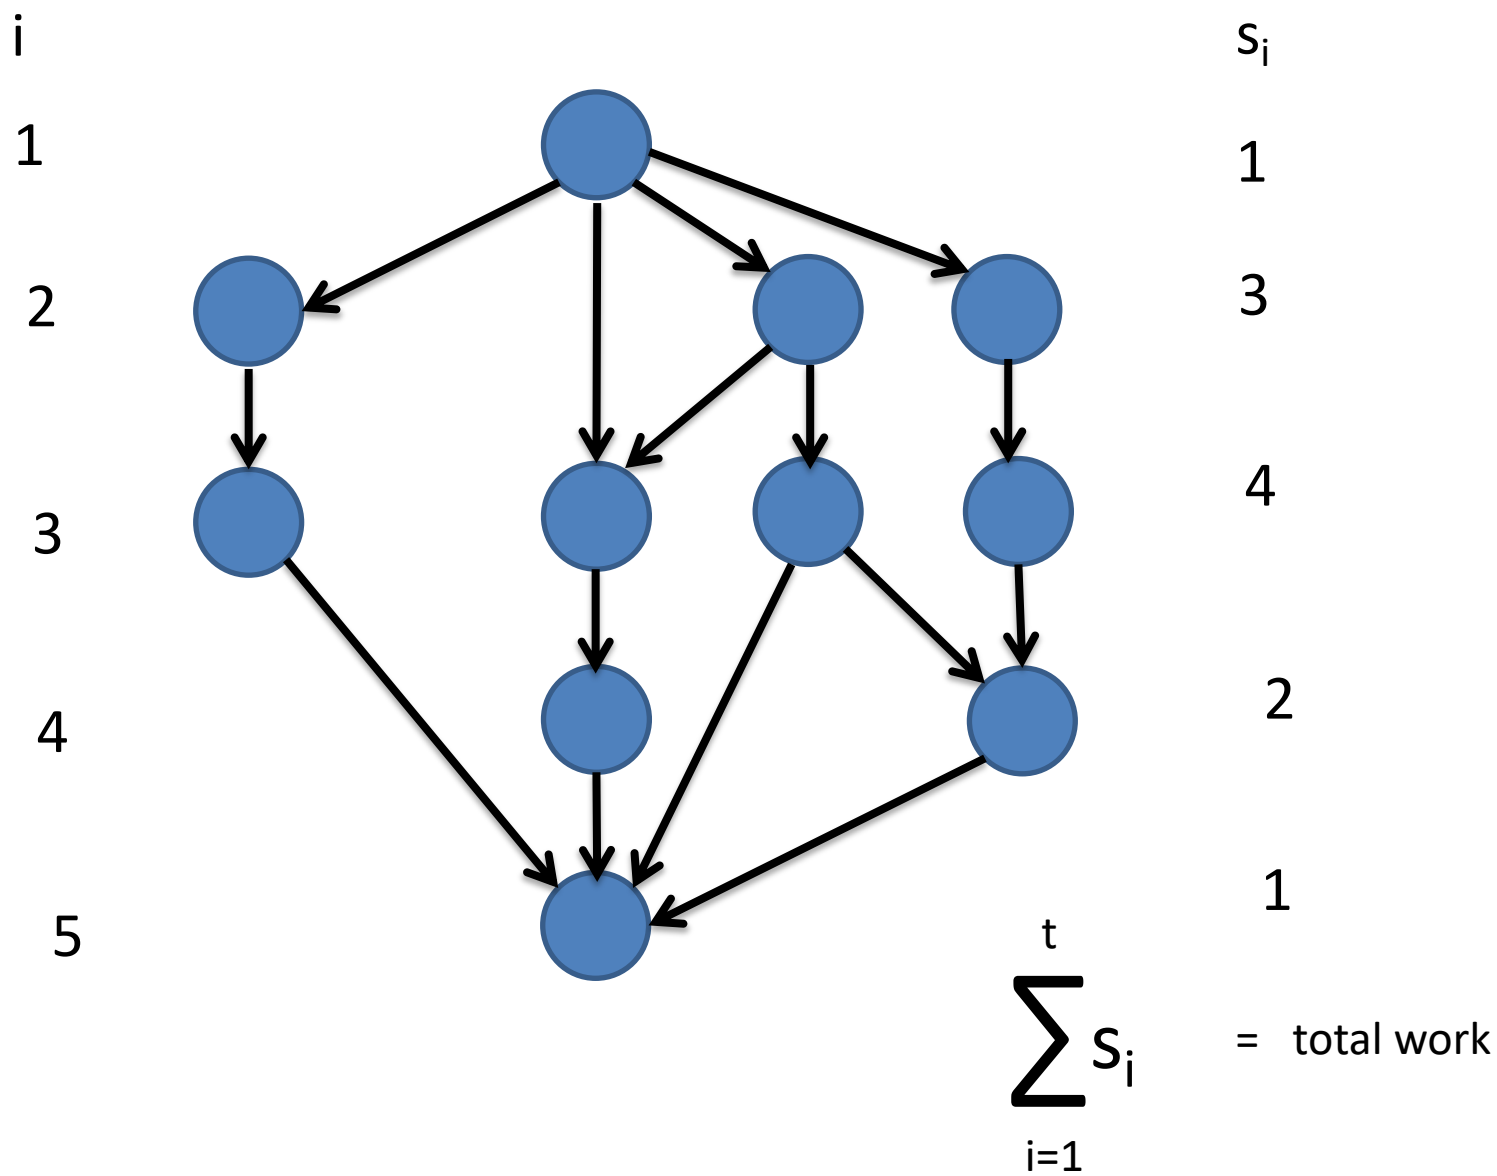 i s_i
1 1
2 3
3 4
4 2
5 1
t
∑ s_i = total work
i=1